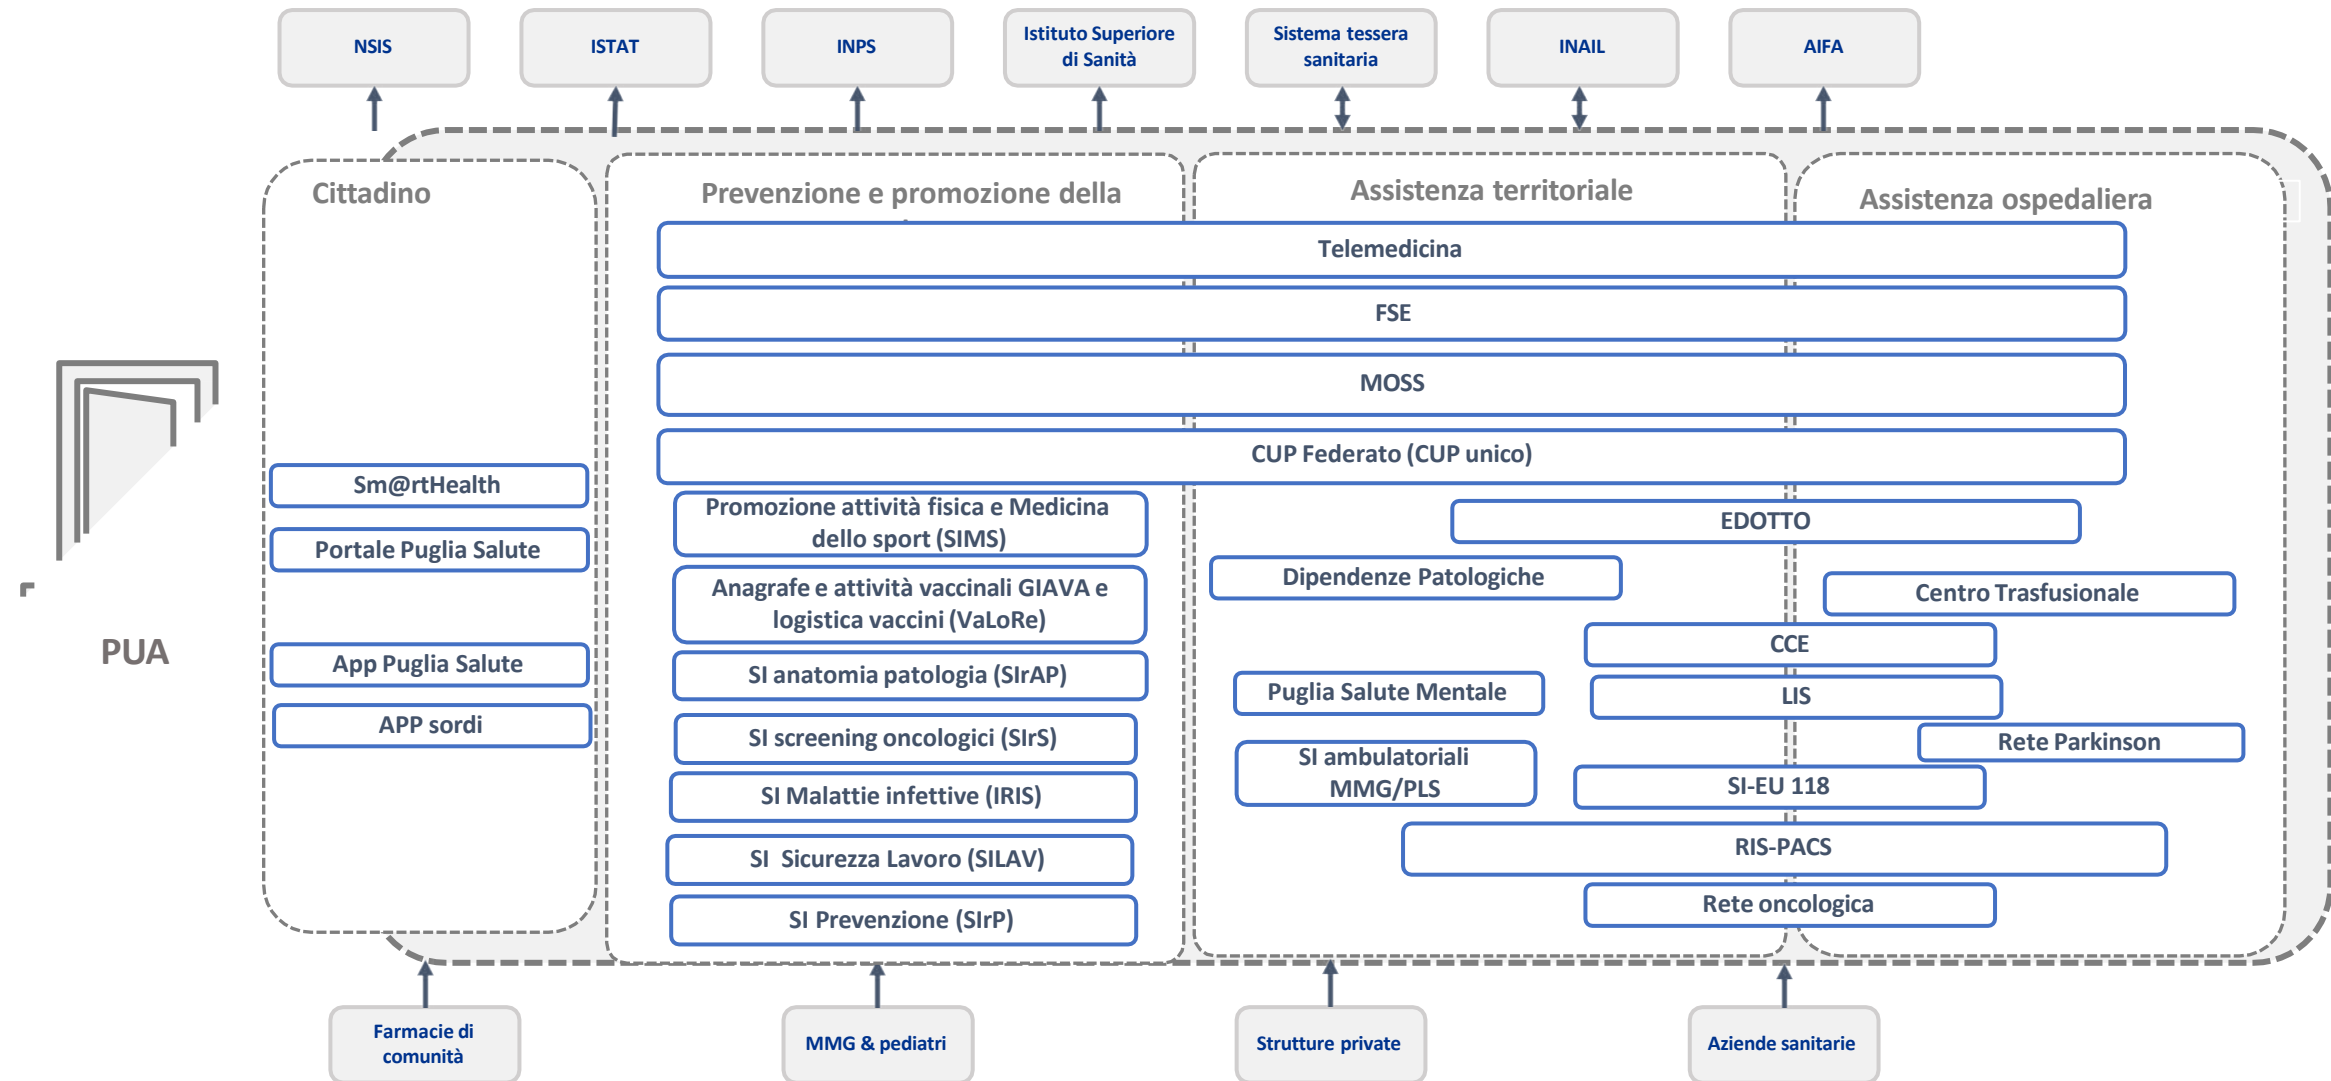 NSIS
ISTAT
INPS
Istituto Superiore
di Sanità
Sistema tessera
sanitaria
INAIL
AIFA
Cittadino
Prevenzione e promozione della
Assistenza territoriale
Assistenza ospedaliera
Telemedicina
FSE
MOSS
CUP Federato (CUP unico)
Sm@rtHealth
Portale Puglia Salute
App Puglia Salute
APP sordi
PUA
Promozione attività fisica e Medicina
dello sport (SIMS)
Anagrafe e attività vaccinali GIAVA e
logistica vaccini (VaLoRe)
SI anatomia patologia (SIrAP)
SI screening oncologici (SIrS)
SI Malattie infettive (IRIS)
SI Sicurezza Lavoro (SILAV)
SI Prevenzione (SIrP)
EDOTTO
Dipendenze Patologiche
Centro Trasfusionale
CCE
Puglia Salute Mentale
LIS
Rete Parkinson
SI ambulatoriali
MMG/PLS
SI-EU 118
RIS-PACS
Rete oncologica
Farmacie di
comunità
MMG & pediatri
Strutture private
Aziende sanitarie